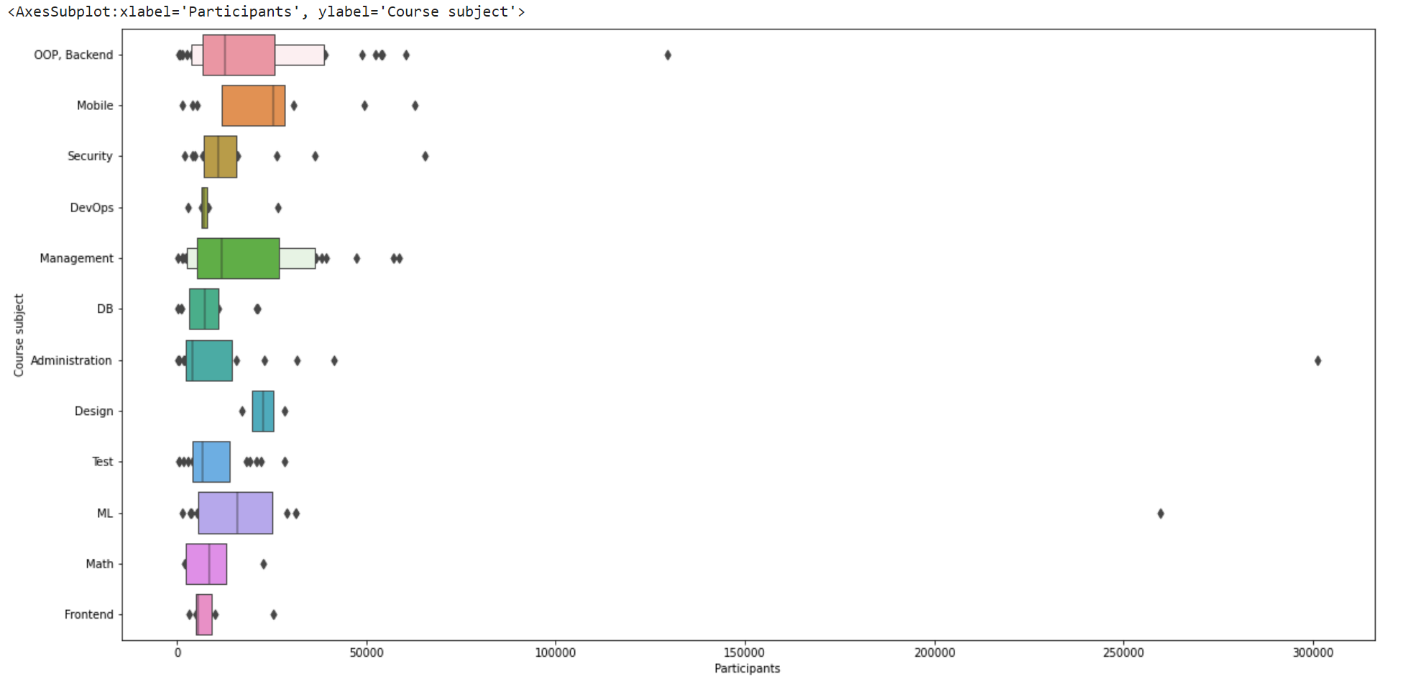 <AxesSubplot:xlabel='Participants', ylabel='Course subject'>
OOP, Backend
Mobile
Security
DevOps
Management
DB
Administration
Design
Test
ML
Math
Frontend
Course subject
0
50000
100000
150000
200000
250000
300000
Participants